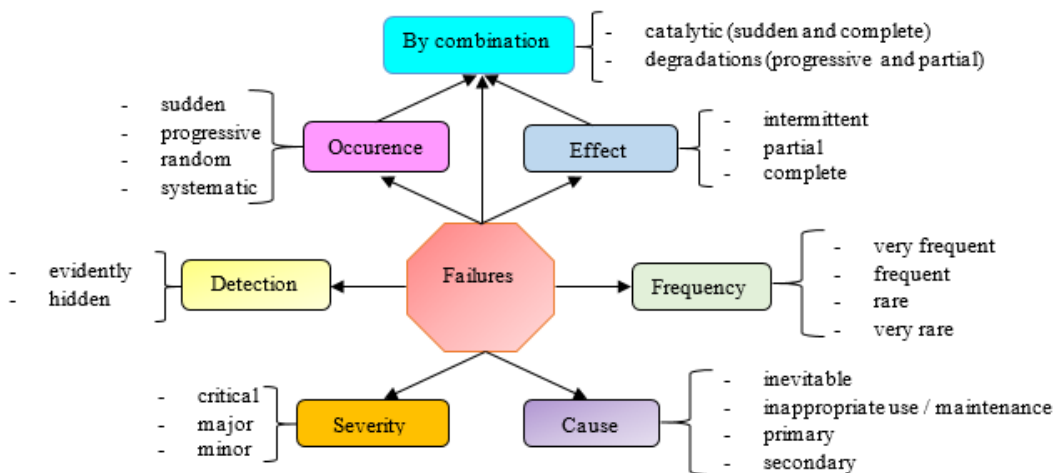 By combination
- catalytic (sudden and complete)
- degradations (progressive and partial)
- sudden
- progressive
- random
- systematic
Occurence
Effect
- intermittent
- partial
- complete
- evidently
- hidden
Detection
Failures
Frequency
- very frequent
- frequent
- rare
- very rare
- critical
- major
- minor
Severity
Cause
- inevitable
- inappropriate use / maintenance
- primary
- secondary